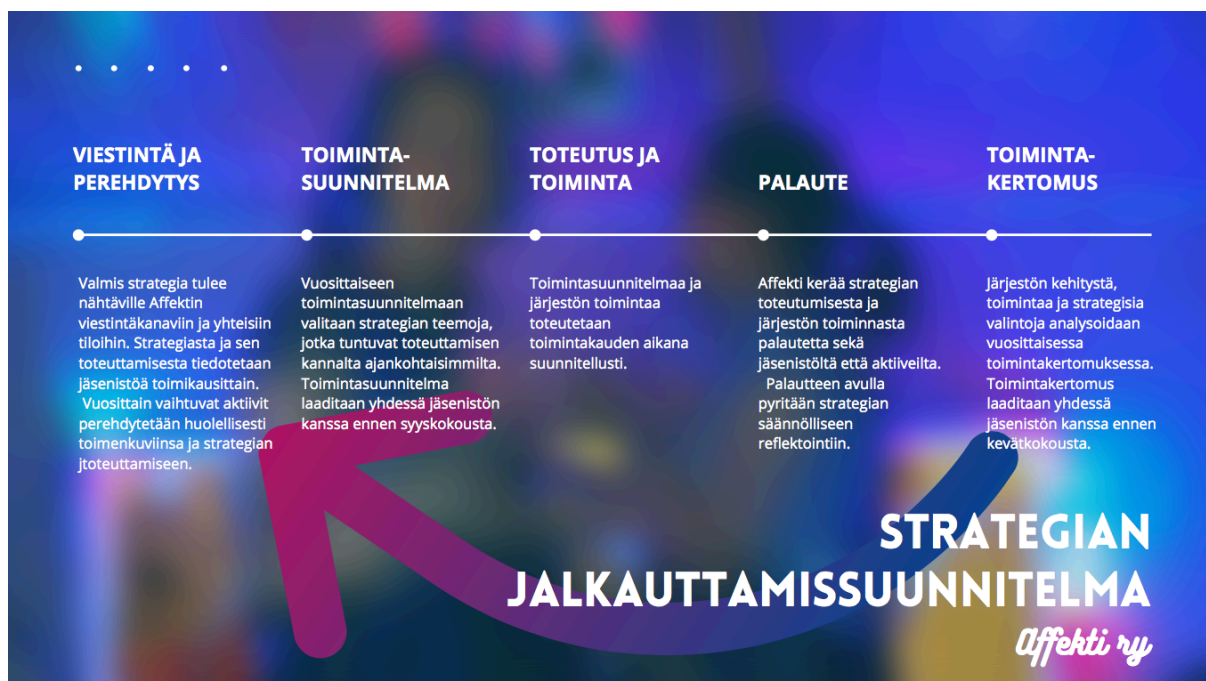 VIESTINTÄ JA
PEREHDYTYS
Valmis strategia tulee
nähtäville Affektin
viestintäkanaviin ja yhteisiin
tiloihin. Strategiasta ja sen
toteuttamisesta tiedotetaan
jäsenistöä toimikausittain.
Vuosittain vaihtuvat aktiivit
perehdytetään huolellisesti
toimenkuviinsa ja strategian
jtoteuttamiseen.
TOIMINTA-
SUUNNITELMA
Vuosittaiseen
toimintasuunnitelmaan
valitaan strategian teemoja,
jotka tuntuvat toteuttamisen
kannalta ajankohtaisimmilta.
Toimintasuunnitelma
laaditaan yhdessä jäsenistön
kanssa ennen syyskokousta.
TOTEUTUS JA
TOIMINTA
Toimintasuunnitelmaa ja
järjestön toimintaa
toteutetaan
toimintakauden aikana
suunnitellusti.
PALAUTE
Affekti kerää strategian
toteutumisesta ja
järjestön toiminnasta
palautetta sekä
jäsenistöltä että aktiiveilta.
Palautteen avulla
pyritään strategian
säännölliseen
reflektointiin.
TOIMINTA-
KERTOMUS
Järjestön kehitystä,
toimintaa ja strategisia
valintoja analysoidaan
vuosittaisessa
toimintakertomuksessa.
Toimintakertomus
laaditaan yhdessä
jäsenistön kanssa ennen
kevätkokousta.
STRATEGIAN
JALKAUTTAMISSUUNNITELMA
Affekti ry